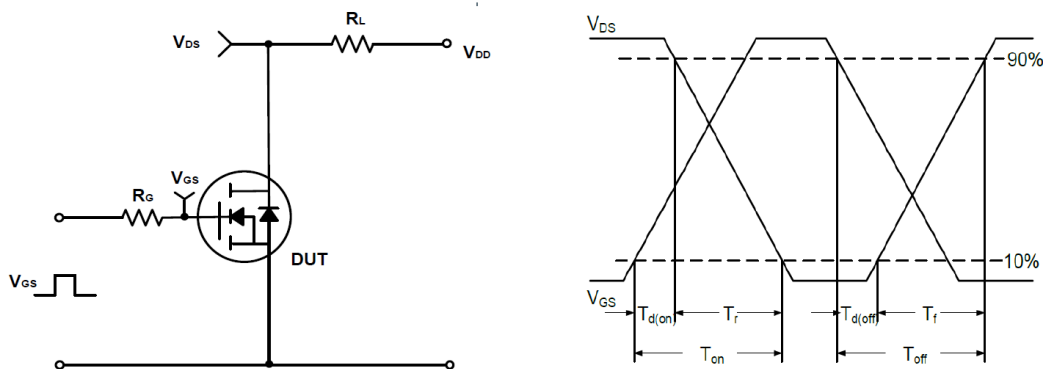 RL
VDS
VDD
VGS
RG
DUT
VGS
VDS
90%
10%
VGS
Td(on)
Tr
Td(off)
Tf
Ton
Toff